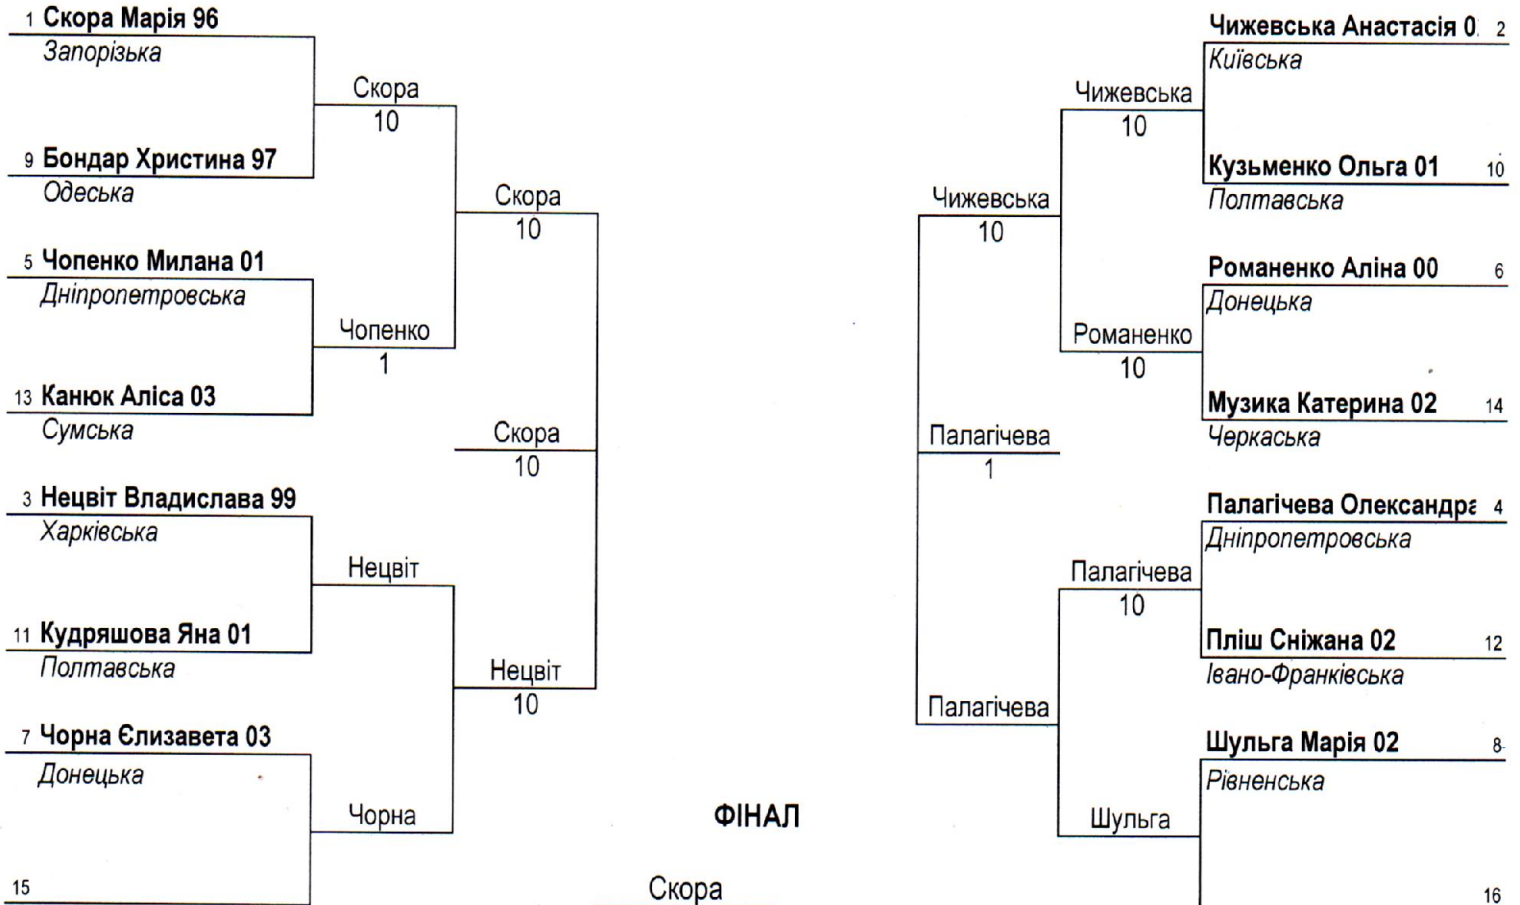 1 Скора Марія 96
Запорізька
Скора
10
9 Бондар Христина 97
Одеська
Скора
10
5 Чопенко Милана 01
Дніпропетровська
Чопенко
1
13 Канюк Аліса 03
Сумська
Скора
10
3 Нецвіт Владислава 99
Харківська
Нецвіт
11 Кудряшова Яна 01
Полтавська
Нецвіт
10
7 Чорна Єлизавета 03
Донецька
Чорна
15
ФІНАЛ
Скора
Чижевська Анастасія 0 2
Київська
Чижевська
10
Кузьменко Ольга 01 10
Полтавська
Чижевська
10
Романенко Аліна 00 6
Донецька
Романенко
10
Музика Катерина 02 14
Черкаська
Палагічева
1
Палагічева Олександра 4
Дніпропетровська
Палагічева
10
Пліш Сніжана 02 12
Івано-Франківська
Палагічева
Шульга Марія 02 8
Рівненська
Шульга
16